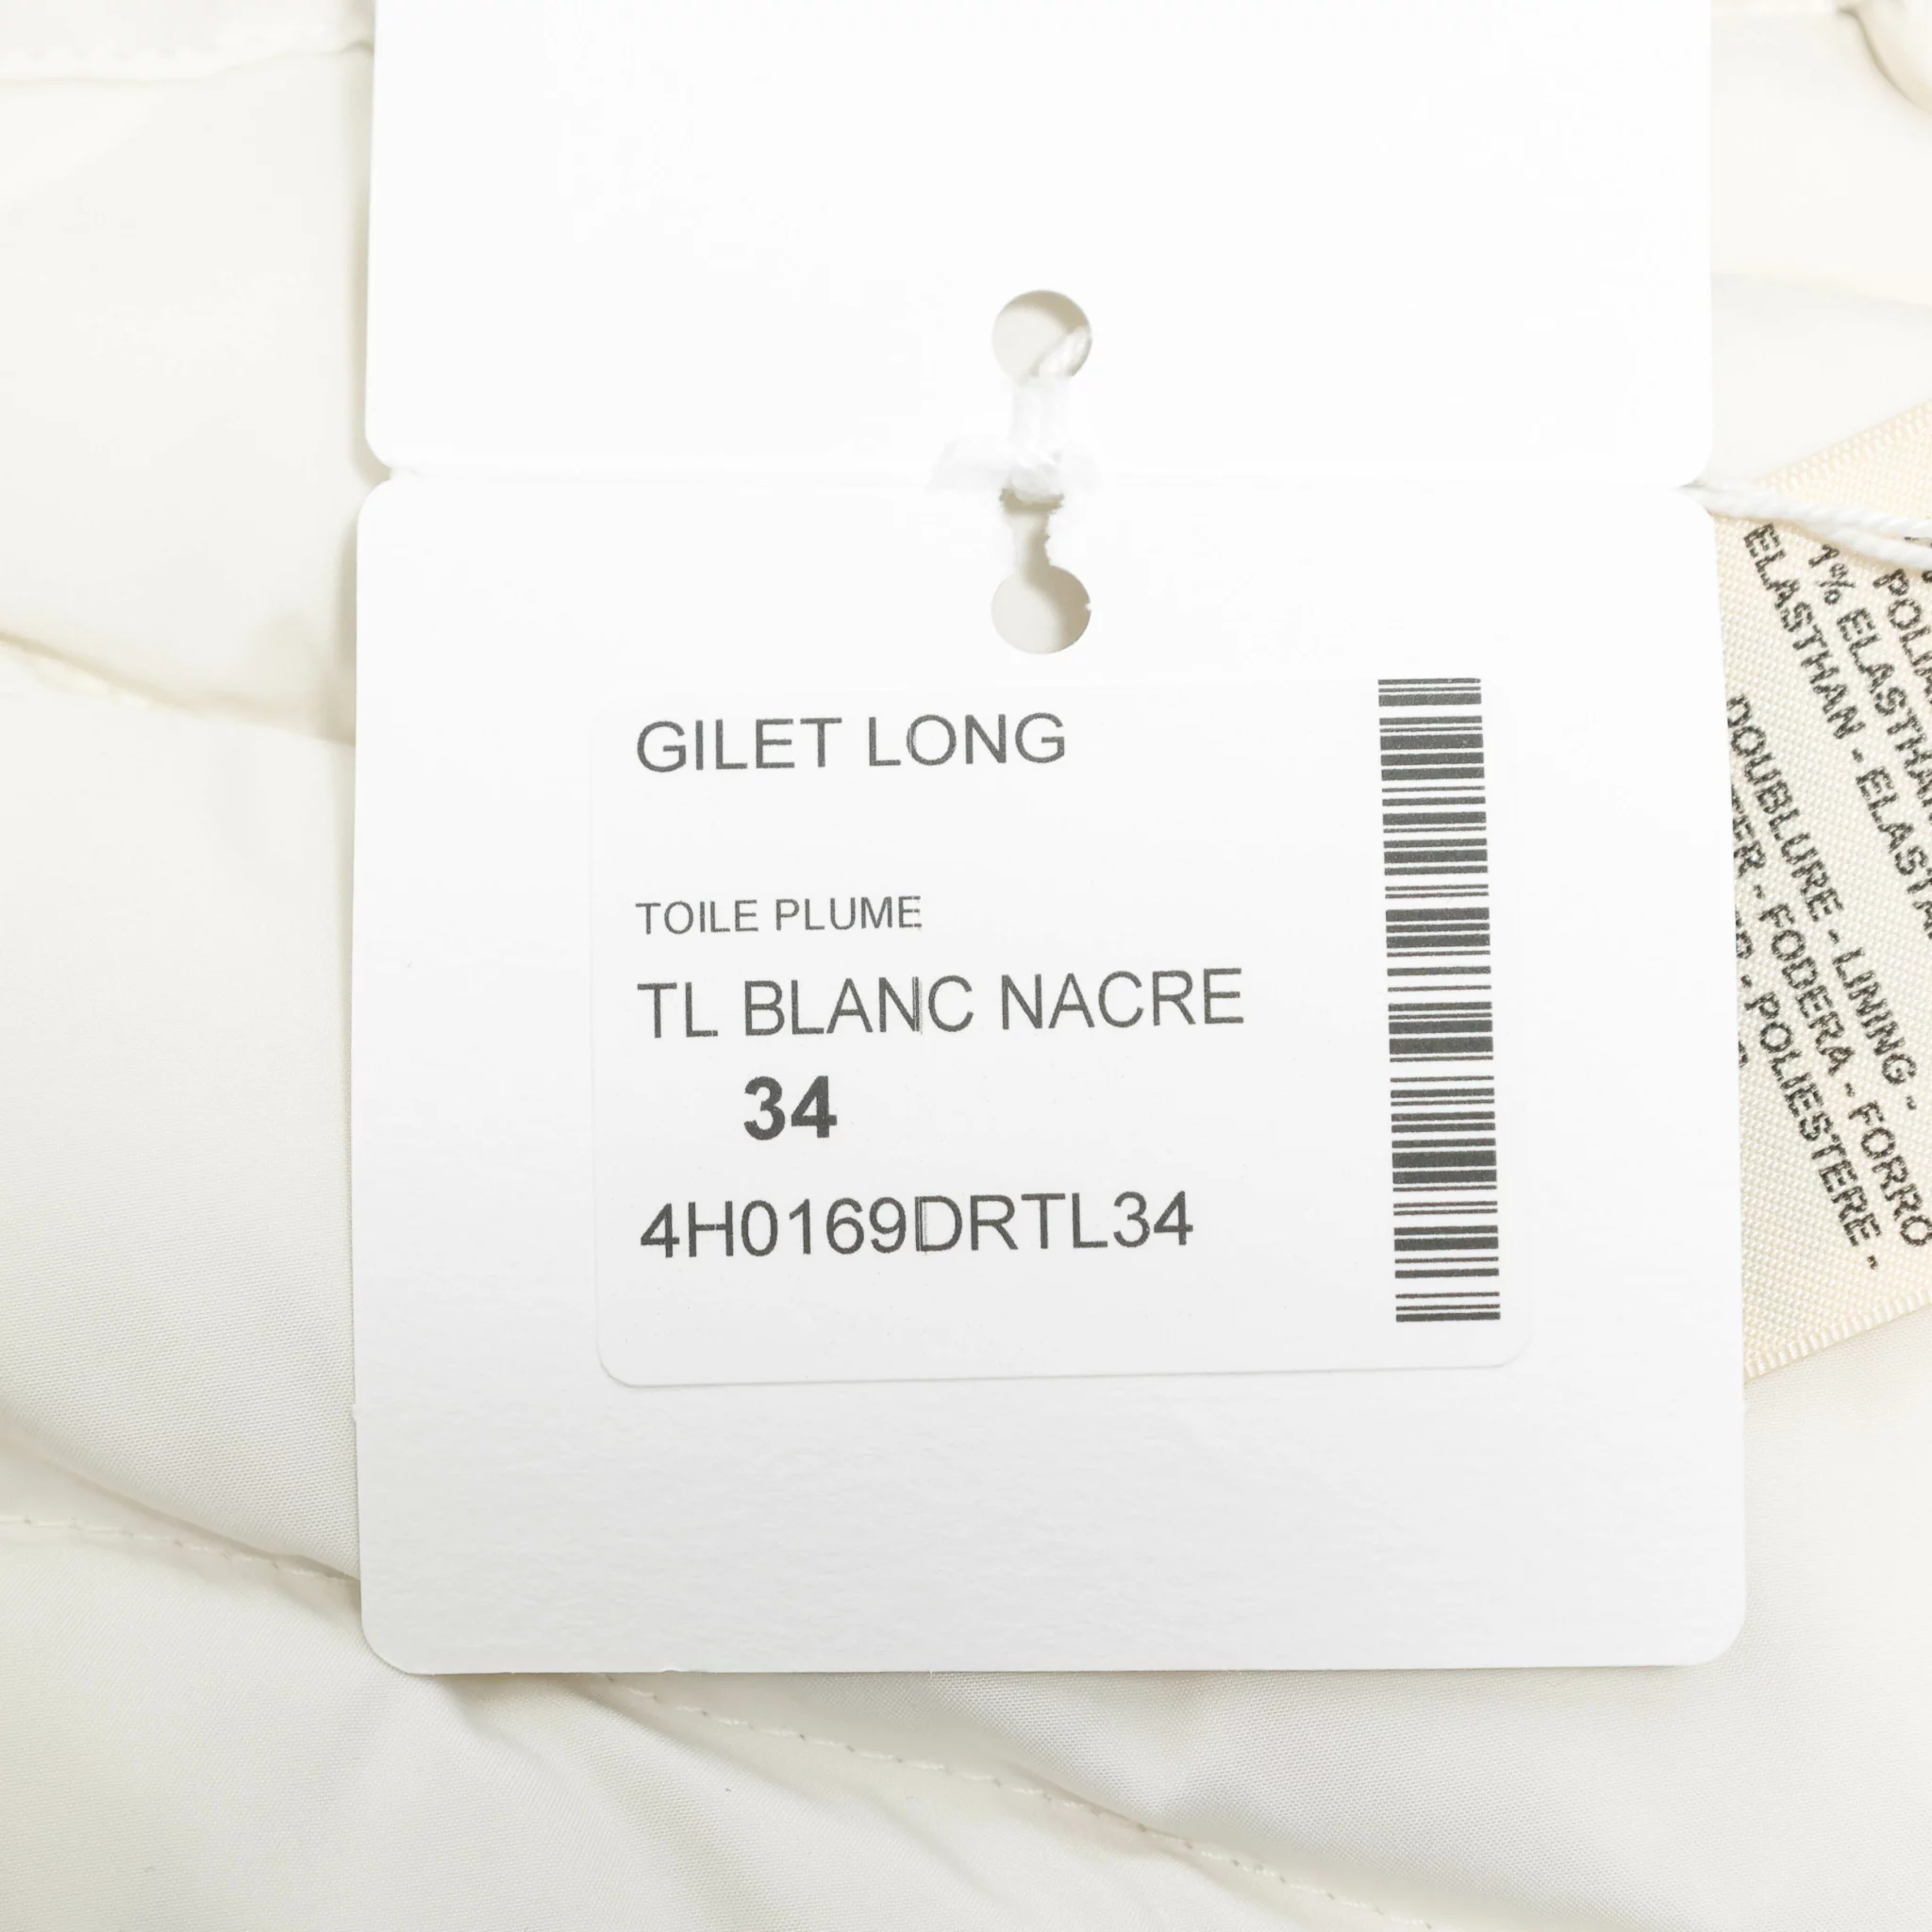 GILET LONG
TOILE PLUME
TL BLANC NACRE
34
4H0169DRTL34
1% ELASTHAN
ELASTHAN - ELASTA
DOUBLURE - LINING -
FODERA - FORRO
POLIESTERE -